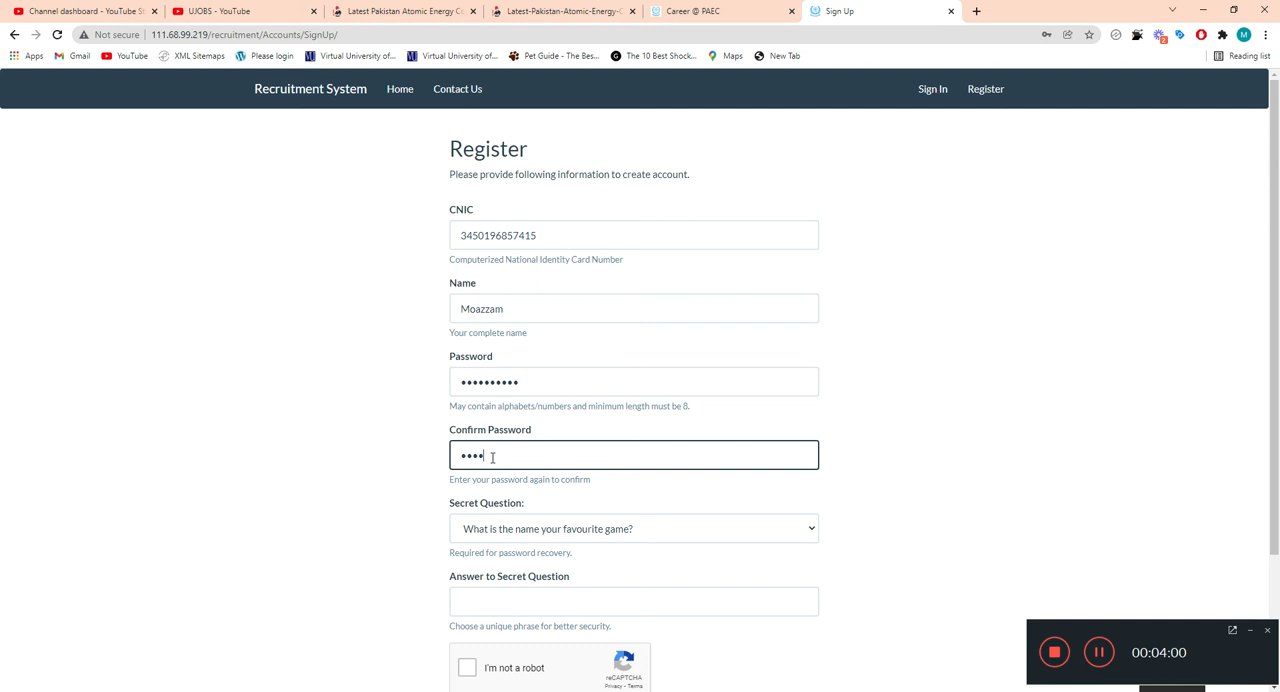 Channel dashboard - YouTube St
UJOBS - YouTube
Latest Pakistan Atomic Energy Co
Latest-Pakistan-Atomic-Energy-C
Career @ PAEC
Sign Up
Not secure | 111.68.99.219/recruitment/Accounts/SignUp/
2
M
Apps Gmail YouTube XML Sitemaps Please login Virtual University of... Virtual University of... Pet Guide - The Bes... The 10 Best Shock... Maps New Tab Reading list
Recruitment System Home Contact Us Sign In Register
Register
Please provide following information to create account.
CNIC
3450196857415
Computerized National Identity Card Number
Name
Moazzam
Your complete name
Password
••••••••••
May contain alphabets/numbers and minimum length must be 8.
Confirm Password
••••
Enter your password again to confirm
Secret Question:
What is the name your favourite game?
Required for password recovery.
Answer to Secret Question
Choose a unique phrase for better security.
I'm not a robot
reCAPTCHA
Privacy - Terms
00:04:00